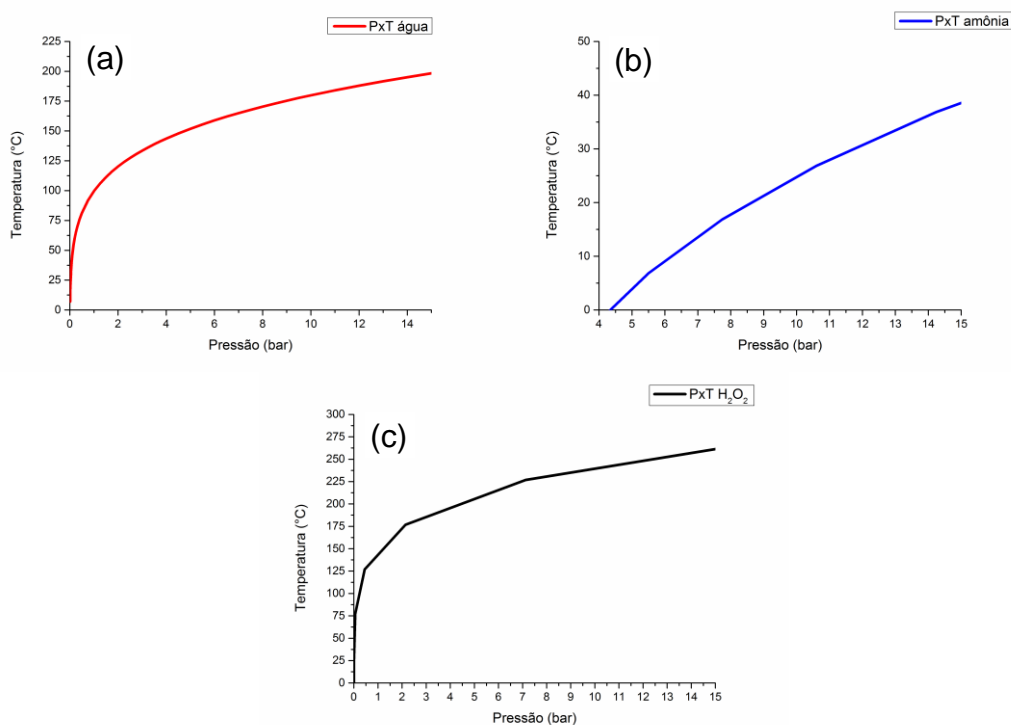 PxT água
(a)
Temperatura (°C)
225
200
175
150
125
100
75
50
25
0
0 2 4 6 8 10 12 14
Pressão (bar)
PxT amônia
(b)
Temperatura (°C)
50
40
30
20
10
0
4 5 6 7 8 9 10 11 12 13 14 15
Pressão (bar)
PxT H₂O₂
(c)
Temperatura (°C)
300
275
250
225
200
175
150
125
100
75
50
25
0
0 1 2 3 4 5 6 7 8 9 10 11 12 13 14 15
Pressão (bar)